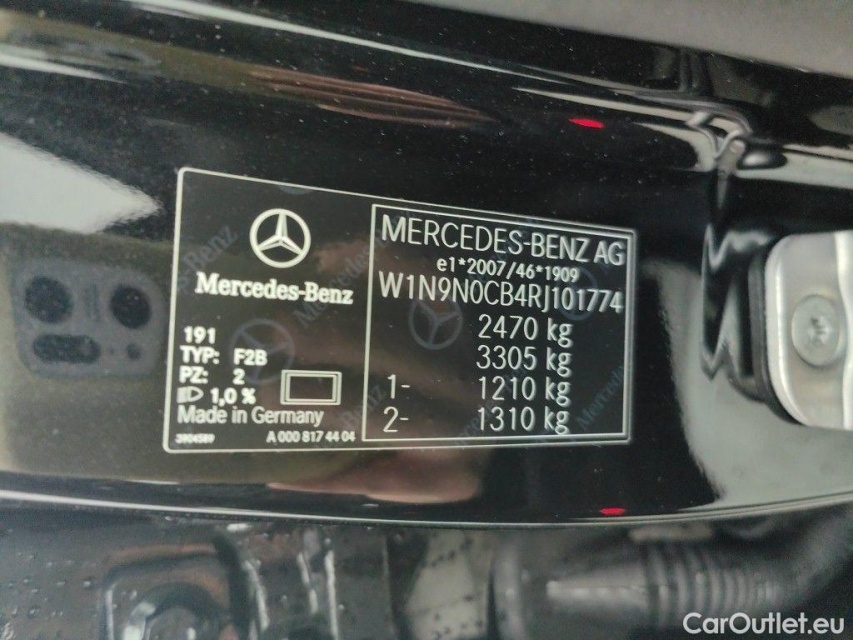 Mercedes-Benz
191
TYP: F2B
PZ: 2
1,0 %
Made in Germany
3904589
A 000 817 44 04
MERCEDES-BENZ AG
e1*2007/46*1909
W1N9N0CB4RJ101774
2470 kg
3305 kg
1- 1210 kg
2- 1310 kg
CarOutlet.eu